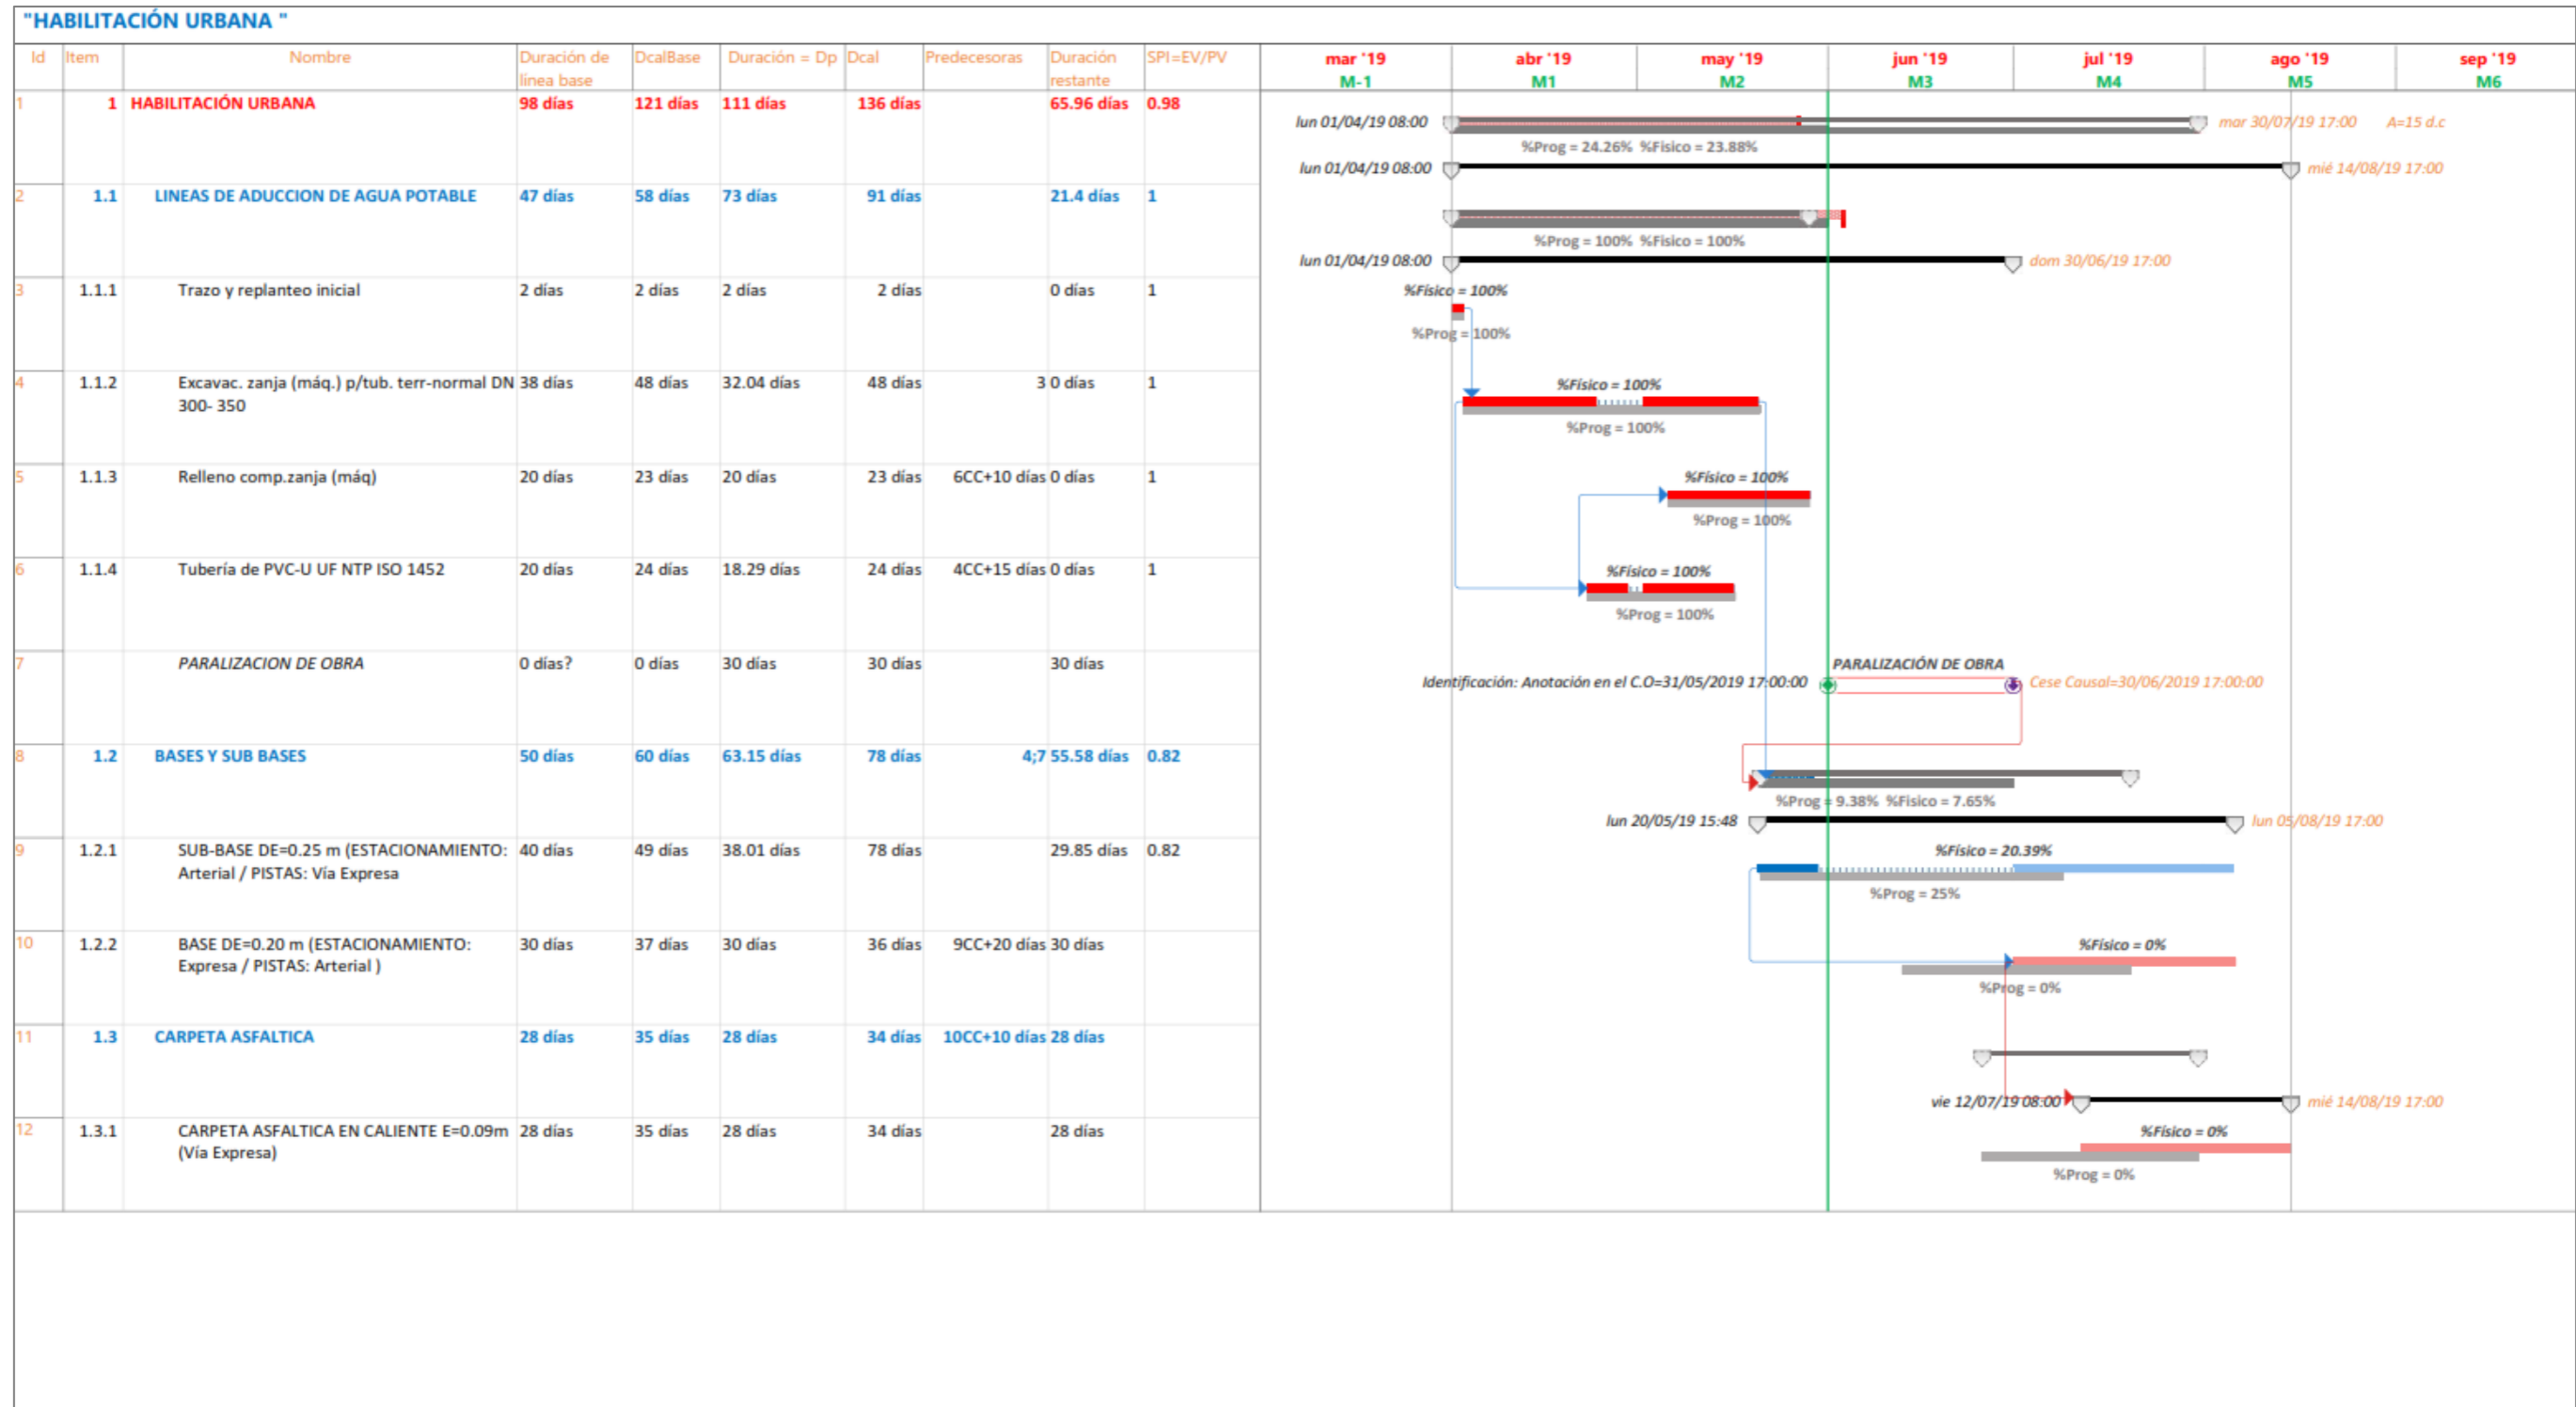 "HABILITACIÓN URBANA "
Id Item Nombre Duración de línea base DcalBase Duración = Dp Dcal Predecesoras Duración restante SPI=EV/PV
mar '19 abr '19 may '19 jun '19 jul '19 ago '19 sep '19
M-1 M1 M2 M3 M4 M5 M6
1 1 HABILITACIÓN URBANA 98 días 121 días 111 días 136 días 65.96 días 0.98
lun 01/04/19 08:00 mar 30/07/19 17:00 A=15 d.c
%Prog = 24.26% %Fisico = 23.88%
lun 01/04/19 08:00 mié 14/08/19 17:00
2 1.1 LINEAS DE ADUCCION DE AGUA POTABLE 47 días 58 días 73 días 91 días 21.4 días 1
%Prog = 100% %Fisico = 100%
lun 01/04/19 08:00 dom 30/06/19 17:00
3 1.1.1 Trazo y replanteo inicial 2 días 2 días 2 días 2 días 0 días 1
%Físico = 100%
%Prog = 100%
4 1.1.2 Excavac. zanja (máq.) p/tub. terr-normal DN 38 días 48 días 32.04 días 48 días 3 0 días 1
300- 350
%Físico = 100%
%Prog = 100%
5 1.1.3 Relleno comp.zanja (máq) 20 días 23 días 20 días 23 días 6CC+10 días 0 días 1
%Físico = 100%
%Prog = 100%
6 1.1.4 Tubería de PVC-U UF NTP ISO 1452 20 días 24 días 18.29 días 24 días 4CC+15 días 0 días 1
%Físico = 100%
%Prog = 100%
7 PARALIZACION DE OBRA 0 días? 0 días 30 días 30 días 30 días
PARALIZACIÓN DE OBRA
Identificación: Anotación en el C.O=31/05/2019 17:00:00 Cese Causal=30/06/2019 17:00:00
8 1.2 BASES Y SUB BASES 50 días 60 días 63.15 días 78 días 4;7 55.58 días 0.82
%Prog = 9.38% %Fisico = 7.65%
lun 20/05/19 15:48 lun 05/08/19 17:00
9 1.2.1 SUB-BASE DE=0.25 m (ESTACIONAMIENTO: 40 días 49 días 38.01 días 78 días 29.85 días 0.82
Arterial / PISTAS: Vía Expresa
%Físico = 20.39%
%Prog = 25%
10 1.2.2 BASE DE=0.20 m (ESTACIONAMIENTO: 30 días 37 días 30 días 36 días 9CC+20 días 30 días
Expresa / PISTAS: Arterial )
%Físico = 0%
%Prog = 0%
11 1.3 CARPETA ASFALTICA 28 días 35 días 28 días 34 días 10CC+10 días 28 días
vie 12/07/19 08:00 mié 14/08/19 17:00
12 1.3.1 CARPETA ASFALTICA EN CALIENTE E=0.09m 28 días 35 días 28 días 34 días 28 días
(Vía Expresa)
%Físico = 0%
%Prog = 0%